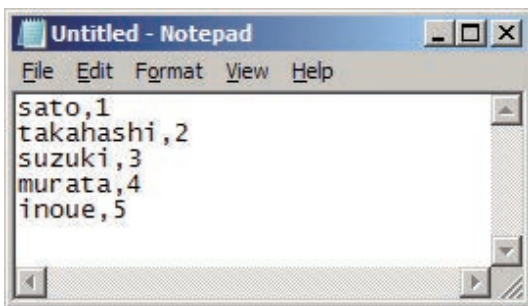 Untitled - Notepad
File Edit Format View Help
sato,1
takahashi,2
suzuki,3
murata,4
inoue,5